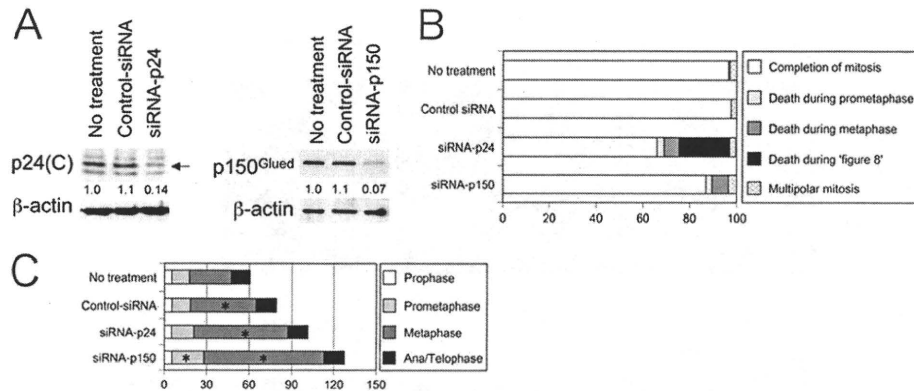 A
No treatment
Control-siRNA
siRNA-p24
p24(C)
1.0 1.1 0.14
β-actin
No treatment
Control-siRNA
siRNA-p150
p150Glued
1.0 1.1 0.07
β-actin
B
No treatment
Control siRNA
siRNA-p24
siRNA-p150
0 20 40 60 80 100
Completion of mitosis
Death during prometaphase
Death during metaphase
Death during 'figure 8'
Multipolar mitosis
C
No treatment
Control-siRNA
*
siRNA-p24
*
siRNA-p150
* *
0 30 60 90 120 150
Prophase
Prometaphase
Metaphase
Ana/Telophase